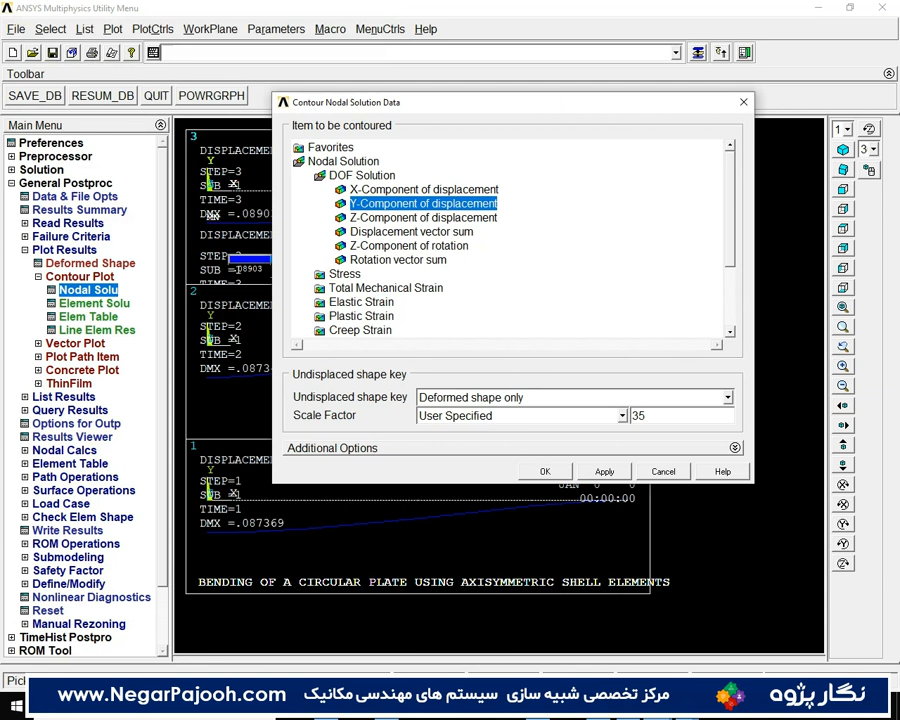 ANSYS Multiphysics Utility Menu
File Select List Plot PlotCtrls WorkPlane Parameters Macro MenuCtrls Help
Toolbar
SAVE_DB RESUM_DB QUIT POWRGRPH
Main Menu
Preferences
Preprocessor
Solution
General Postproc
Data & File Opts
Results Summary
Read Results
Failure Criteria
Plot Results
Deformed Shape
Contour Plot
Nodal Solu
Element Solu
Elem Table
Line Elem Res
Vector Plot
Plot Path Item
Concrete Plot
ThinFilm
List Results
Query Results
Options for Outp
Results Viewer
Nodal Calcs
Element Table
Path Operations
Surface Operations
Load Case
Check Elem Shape
Write Results
ROM Operations
Submodeling
Safety Factor
Define/Modify
Nonlinear Diagnostics
Reset
Manual Rezoning
TimeHist Postpro
ROM Tool
3
DISPLACEMEN
Y
STEP=3
SUB 1
X
TIME=3
DISPLACEMEN
2
DISPLACEMEN
Y
STEP=2
X
TIME=2
DMX =.0873
1
DISPLACEMEN
Y
STEP=1
X
TIME=1
DMX =.087369
00:00:00
BENDING OF A CIRCULAR PLATE USING AXISYMMETRIC SHELL ELEMENTS
Contour Nodal Solution Data
Item to be contoured
Favorites
Nodal Solution
DOF Solution
X-Component of displacement
Y-Component of displacement
Z-Component of displacement
Displacement vector sum
Z-Component of rotation
Rotation vector sum
Stress
Total Mechanical Strain
Elastic Strain
Plastic Strain
Creep Strain
Undisplaced shape key
Undisplaced shape key Deformed shape only
Scale Factor User Specified 35
Additional Options
OK Apply Cancel Help
1
3
Pic
www.NegarPajooh.com مرکز تخصصی شبیه سازی سیستم های مهندسی مکانیک نگار پژوه